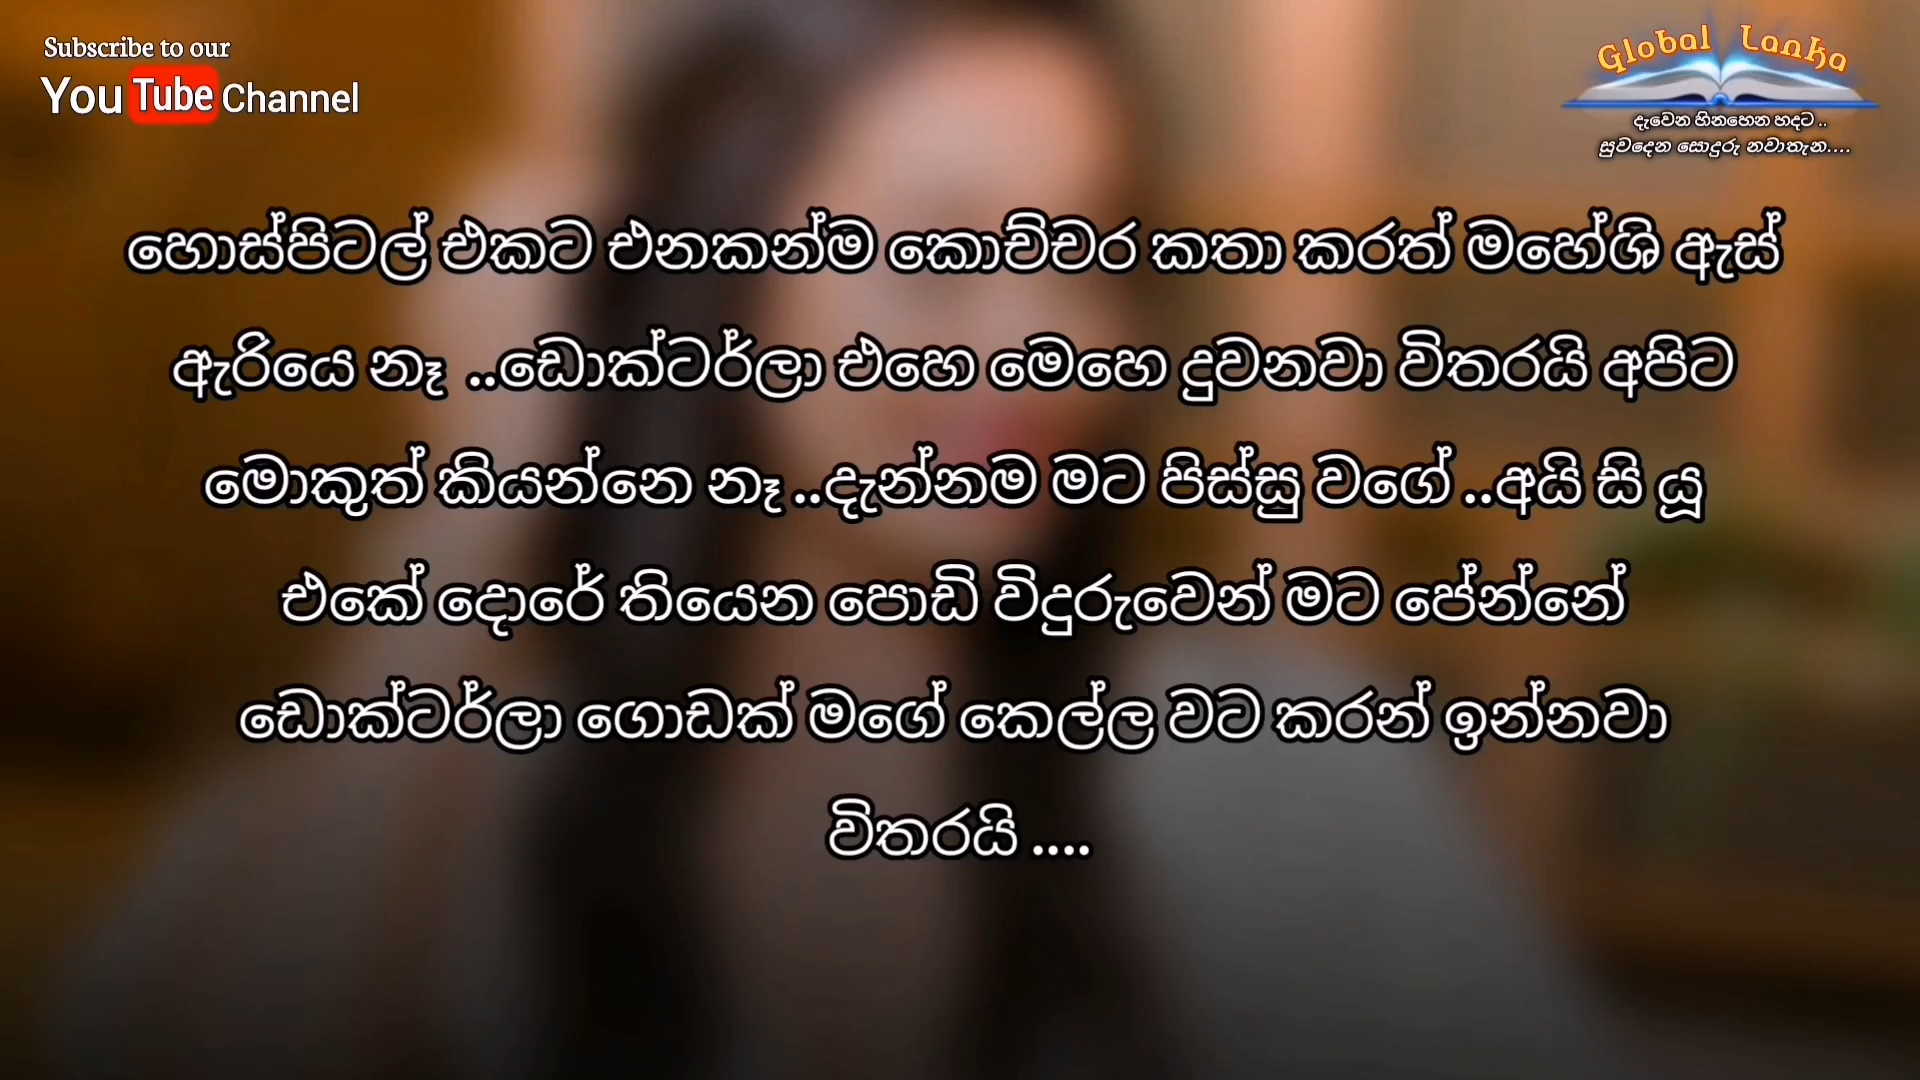 Subscribe to our
You Tube Channel
Global Lanka
දැවෙන හිනහෙන හදට ..
සුවදෙන සොදුරු නවාතැන....
හොස්පිටල් එකට එනකන්ම කොච්චර කතා කරත් මහේශි ඇස්
ඇරියෙ නෑ ..ඩොක්ටර්ලා එහෙ මෙහෙ දුවනවා විතරයි අපිට
මොකුත් කියන්නෙ නෑ ..දැන්නම මට පිස්සු වගේ ..අයි සි යූ
එකේ දොරේ තියෙන පොඩි විදුරුවෙන් මට පේන්නේ
ඩොක්ටර්ලා ගොඩක් මගේ කෙල්ල වට කරන් ඉන්නවා
විතරයි ....